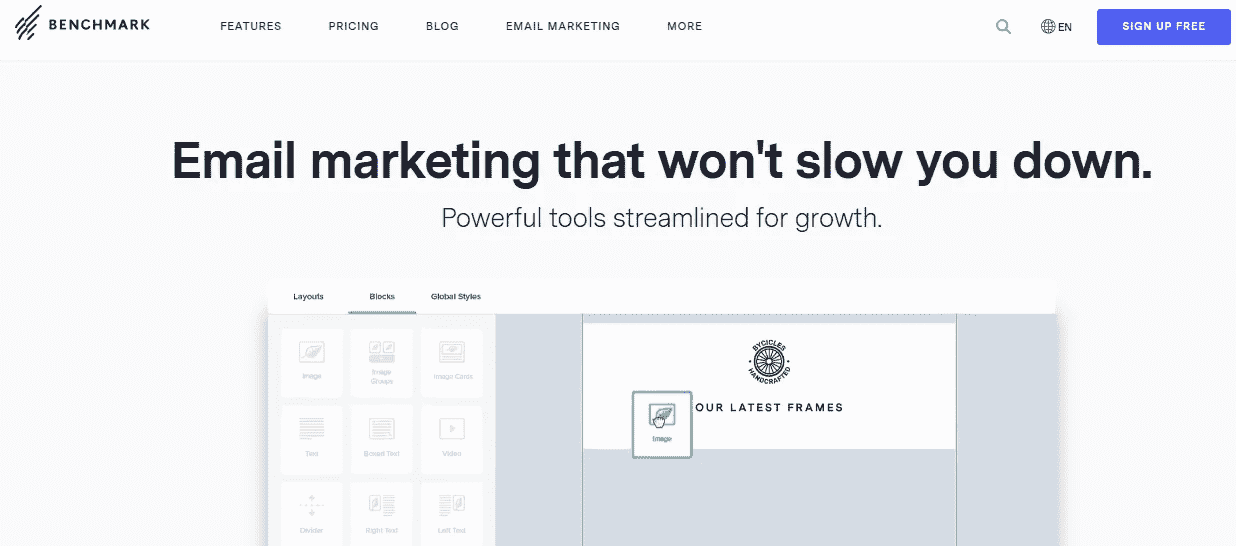 BENCHMARK
FEATURES PRICING BLOG EMAIL MARKETING MORE EN SIGN UP FREE
Email marketing that won't slow you down.
Powerful tools streamlined for growth.
Layouts Blocks Global Styles
BYCICLES
HANDCRAFTED
Image Image Groups Image Cards
OUR LATEST FRAMES
Image
Text Boxed Text Video
Divider Right Text Left Text